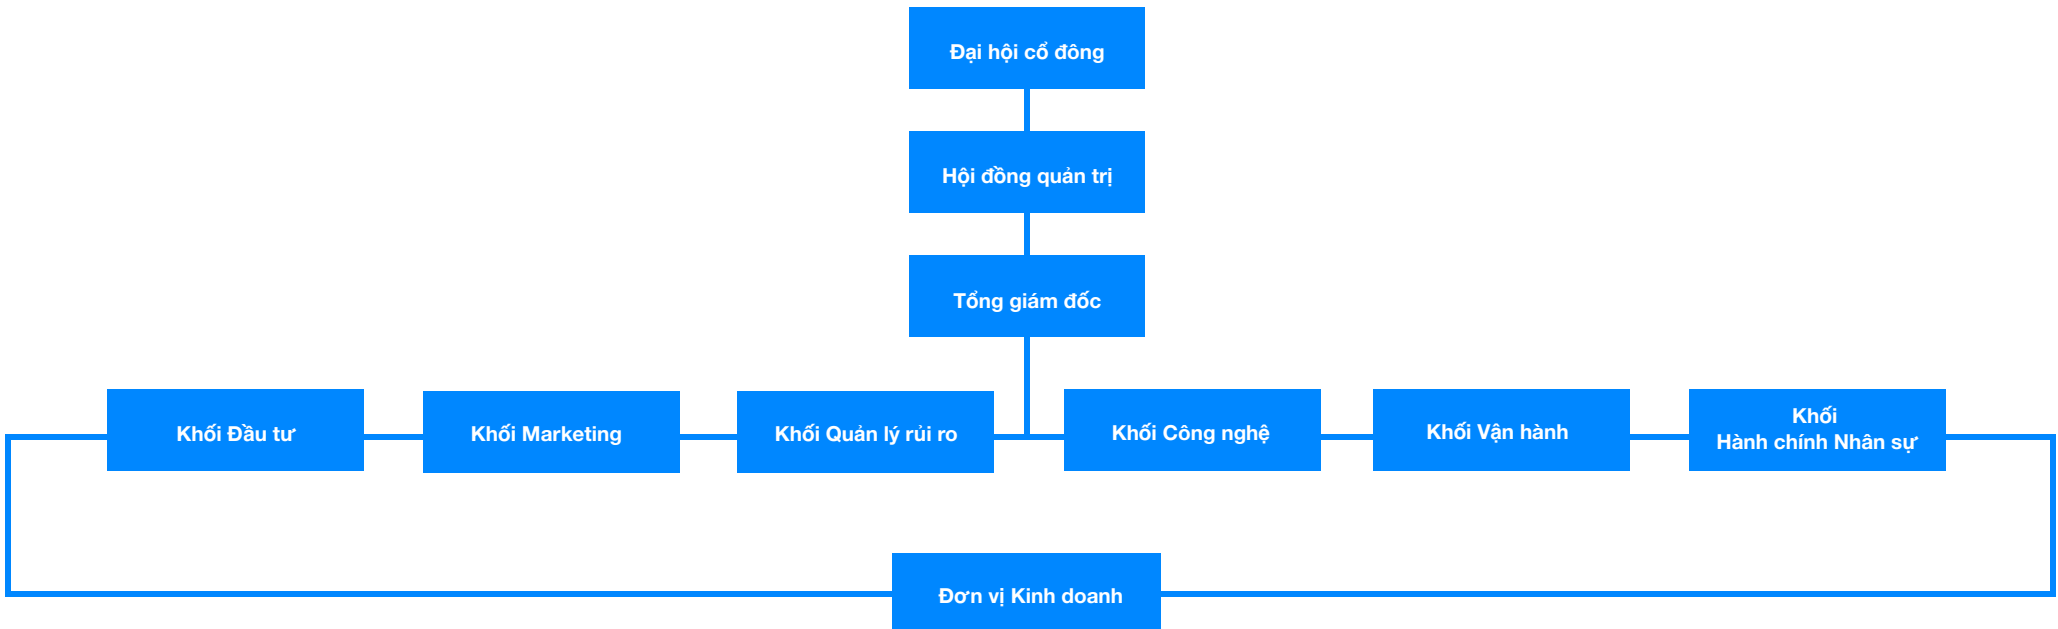 Đại hội cổ đông
Hội đồng quản trị
Tổng giám đốc
Khối Đầu tư
Khối Marketing
Khối Quản lý rủi ro
Khối Công nghệ
Khối Vận hành
Khối
Hành chính Nhân sự
Đơn vị Kinh doanh